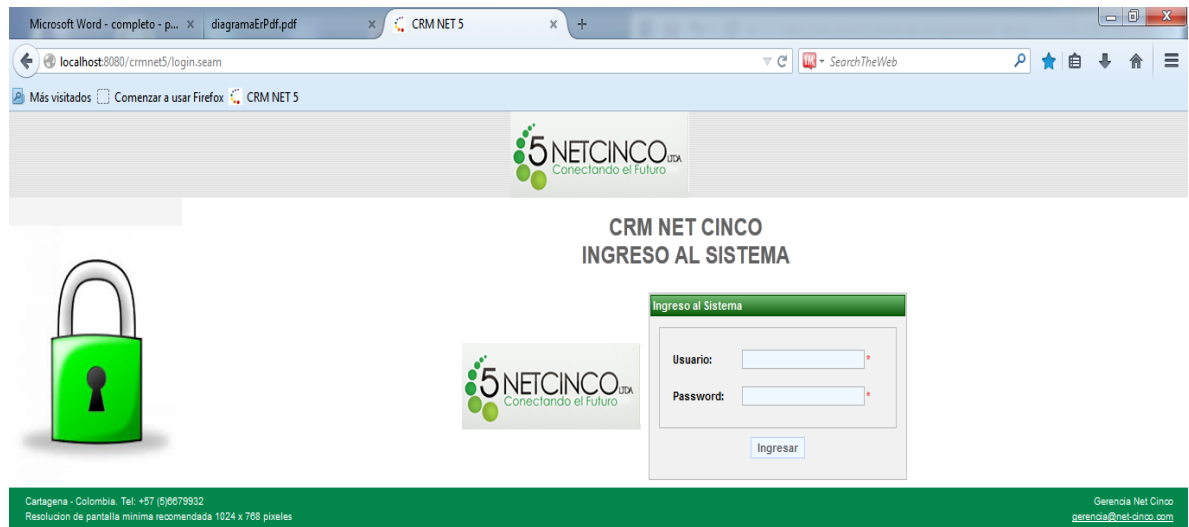 Microsoft Word - completo - p... × diagramaErPdf.pdf × CRM NET 5 × +
localhost:8080/crmnet5/login.seam SearchTheWeb
Más visitados Comenzar a usar Firefox CRM NET 5
5 NETCINCO LTDA
Conectando el Futuro
CRM NET CINCO
INGRESO AL SISTEMA
Ingreso al Sistema
Usuario: *
Password: *
5 NETCINCO LTDA
Conectando el Futuro
Ingresar
Cartagena - Colombia. Tel: +57 (5)6679932
Resolucion de pantalla minima recomendada 1024 x 768 pixeles
Gerencia Net Cinco
gerencia@net-cinco.com